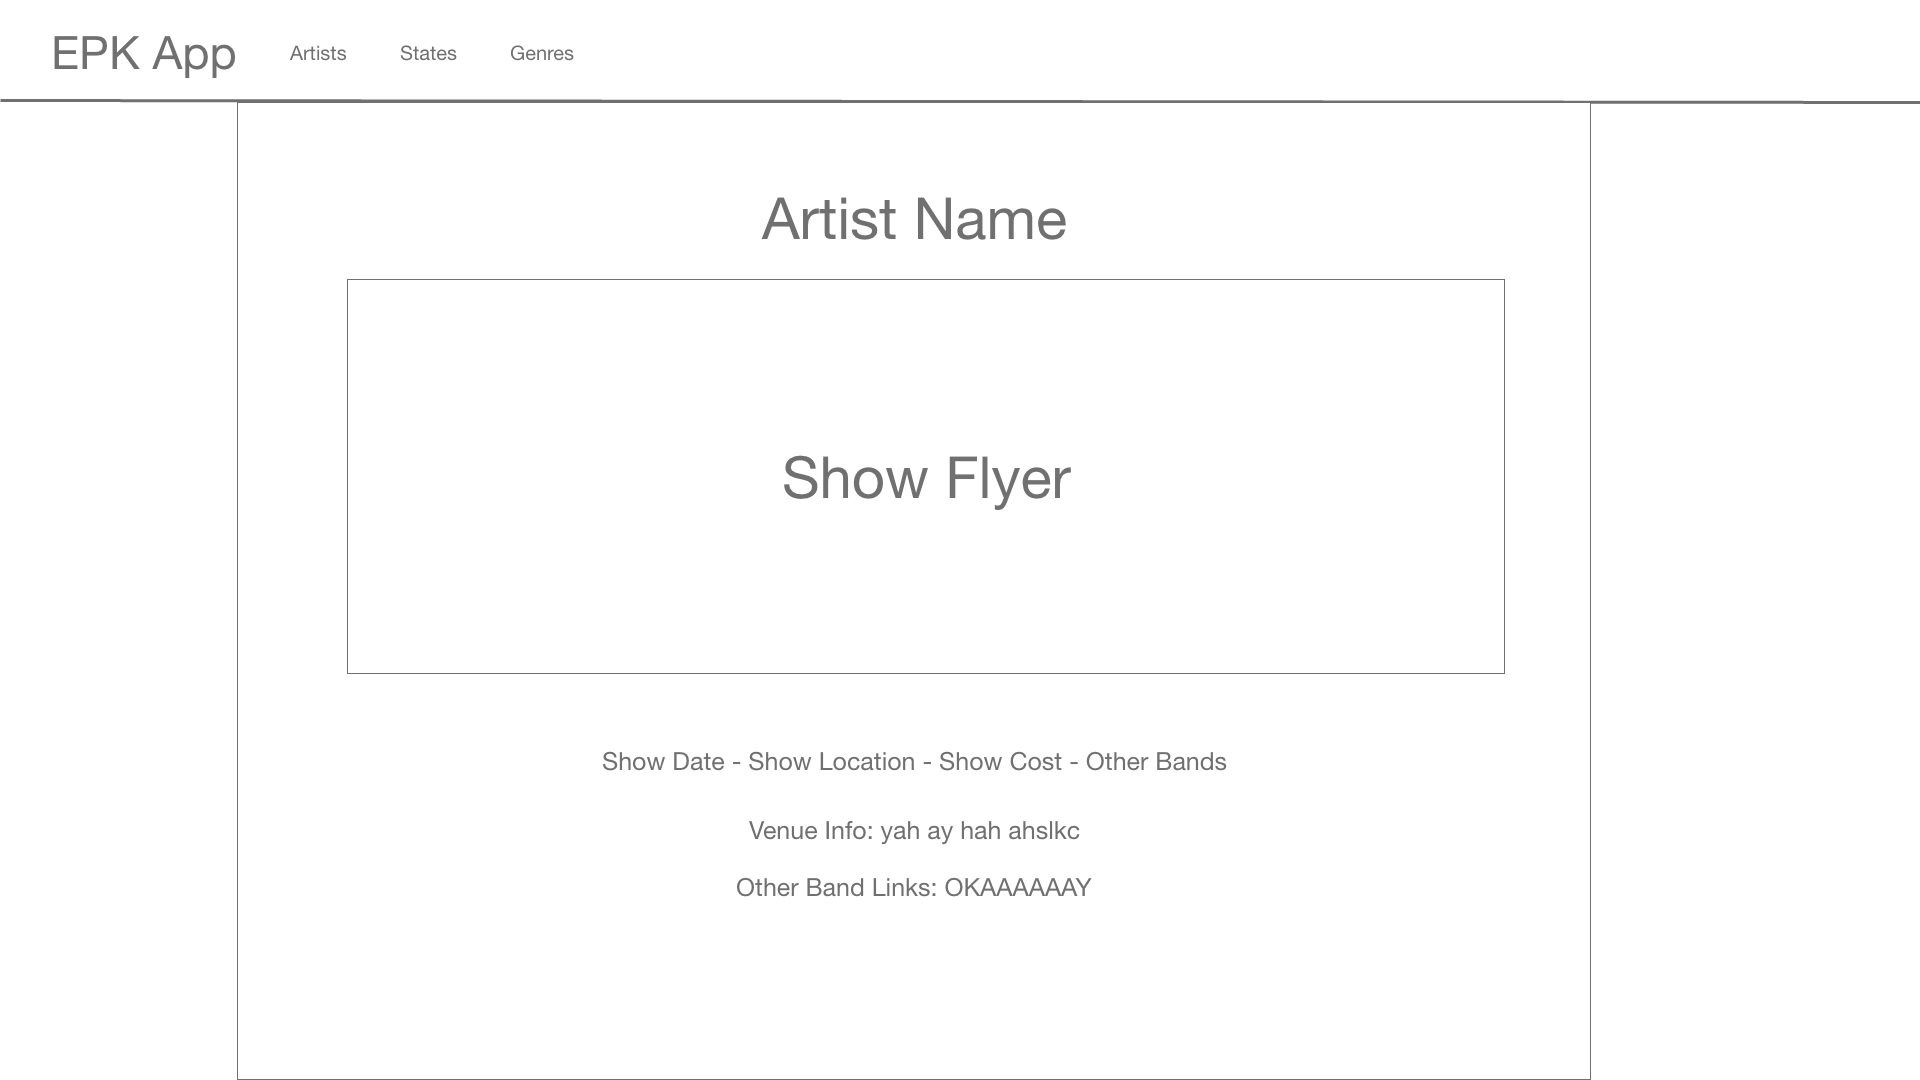 EPK App Artists States Genres
Artist Name
Show Flyer
Show Date - Show Location - Show Cost - Other Bands
Venue Info: yah ay hah ahslkc
Other Band Links: OKAAAAAAY